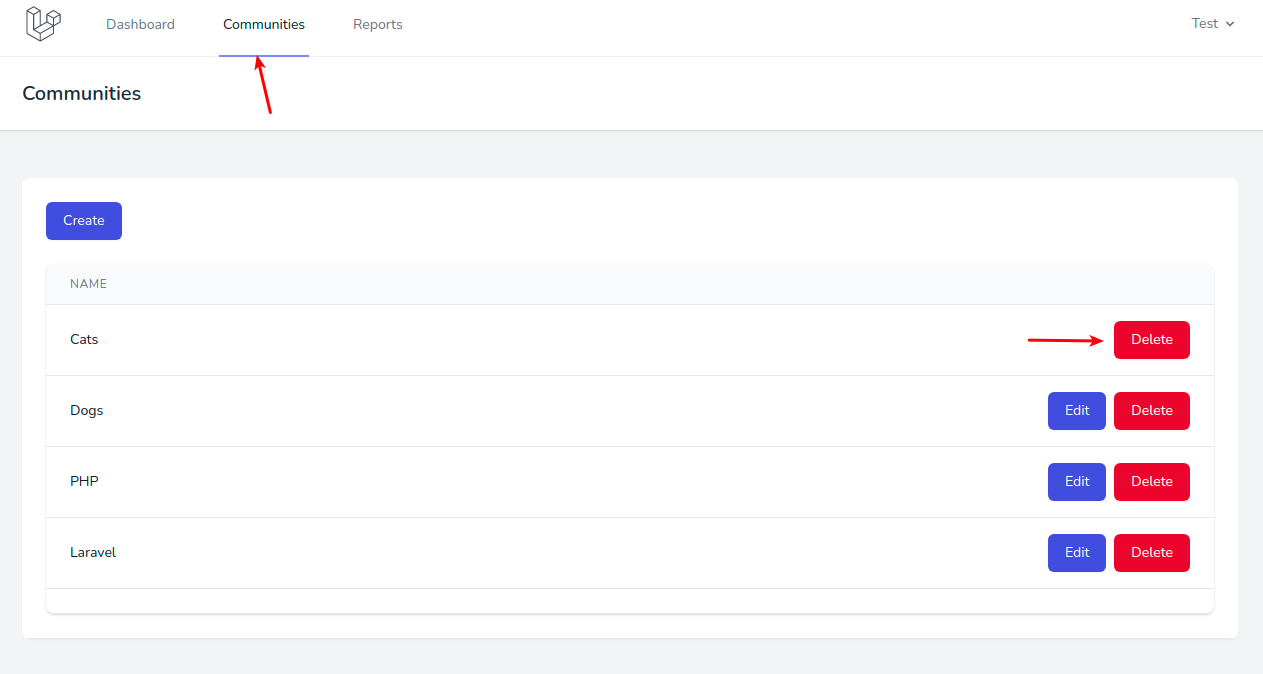 Dashboard Communities Reports Test
Communities
Create
NAME
Cats Delete
Dogs Edit Delete
PHP Edit Delete
Laravel Edit Delete